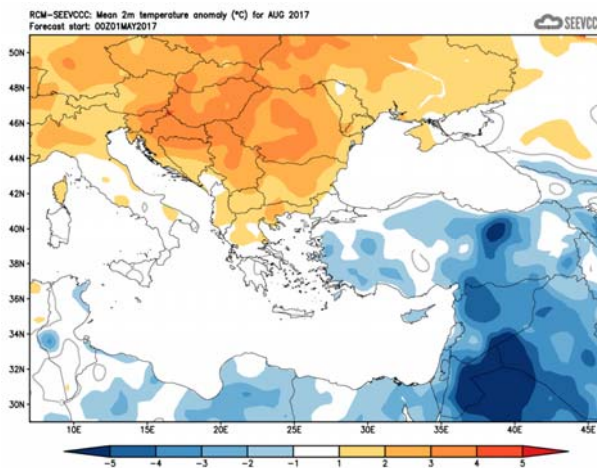 RCM-SEEVCCC: Mean 2m temperature anomaly (°C) for AUG 2017
Forecast start: 00Z01MAY2017
SEEVCCC
50N
48N
46N
44N
42N
40N
38N
36N
34N
32N
30N
10E 15E 20E 25E 30E 35E 40E 45E
-5 -4 -3 -2 -1 1 2 3 4 5